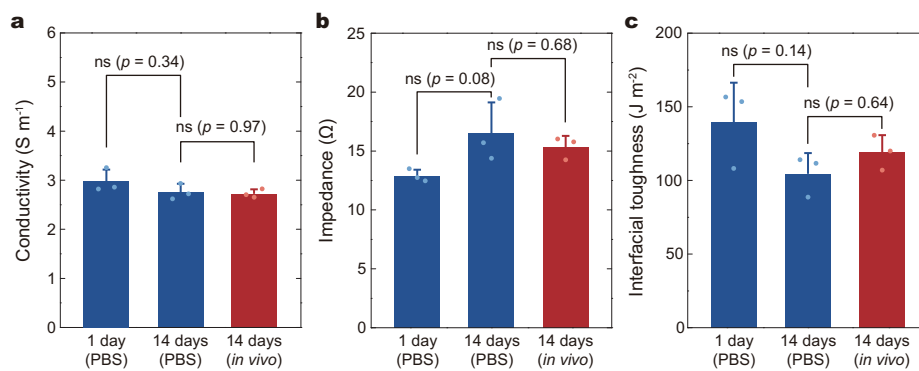 a
Conductivity (S m⁻¹)
6
5
4
3
2
1
0
ns (p = 0.34)
ns (p = 0.97)
1 day
(PBS)
14 days
(PBS)
14 days
(in vivo)
b
Impedance (Ω)
25
20
15
10
5
0
ns (p = 0.68)
ns (p = 0.08)
1 day
(PBS)
14 days
(PBS)
14 days
(in vivo)
c
Interfacial toughness (J m⁻²)
200
150
100
50
0
ns (p = 0.14)
ns (p = 0.64)
1 day
(PBS)
14 days
(PBS)
14 days
(in vivo)